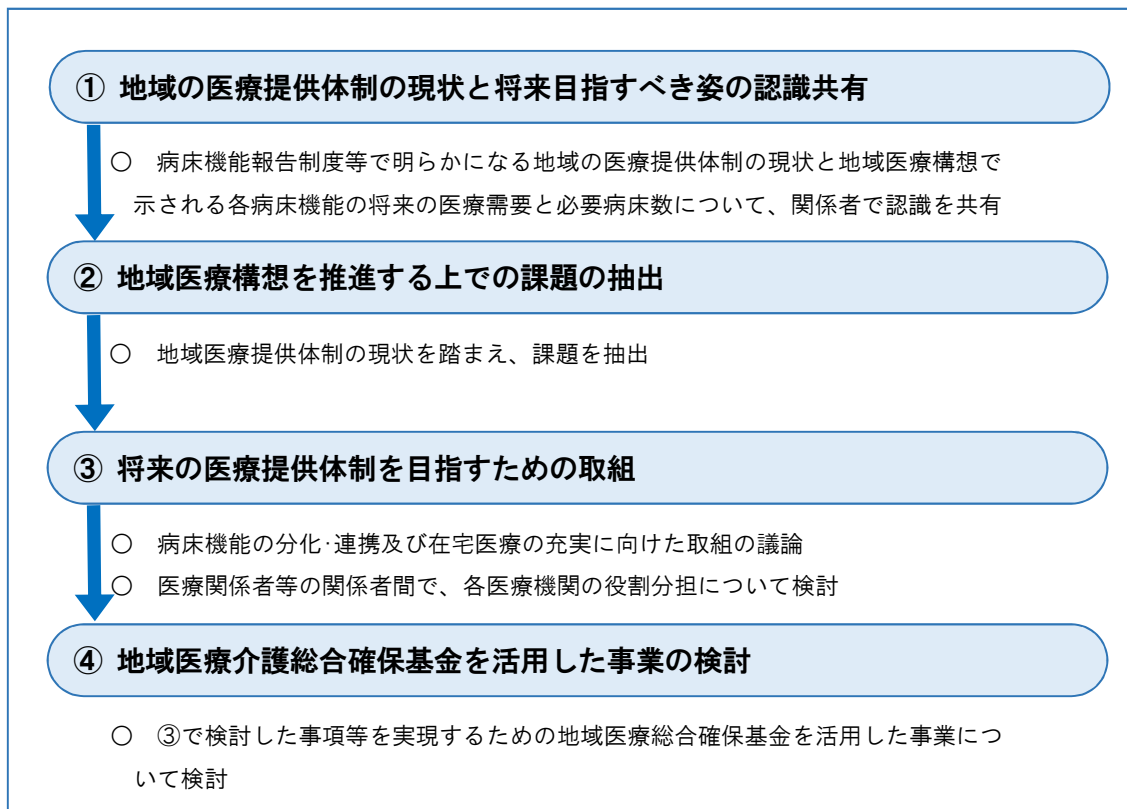 ① 地域の医療提供体制の現状と将来目指すべき姿の認識共有
〇　病床機能報告制度等で明らかになる地域の医療提供体制の現状と地域医療構想で
示される各病床機能の将来の医療需要と必要病床数について、関係者で認識を共有
② 地域医療構想を推進する上での課題の抽出
〇　地域医療提供体制の現状を踏まえ、課題を抽出
③ 将来の医療提供体制を目指すための取組
〇　病床機能の分化･連携及び在宅医療の充実に向けた取組の議論
〇　医療関係者等の関係者間で、各医療機関の役割分担について検討
④ 地域医療介護総合確保基金を活用した事業の検討
〇　③で検討した事項等を実現するための地域医療総合確保基金を活用した事業につ
いて検討